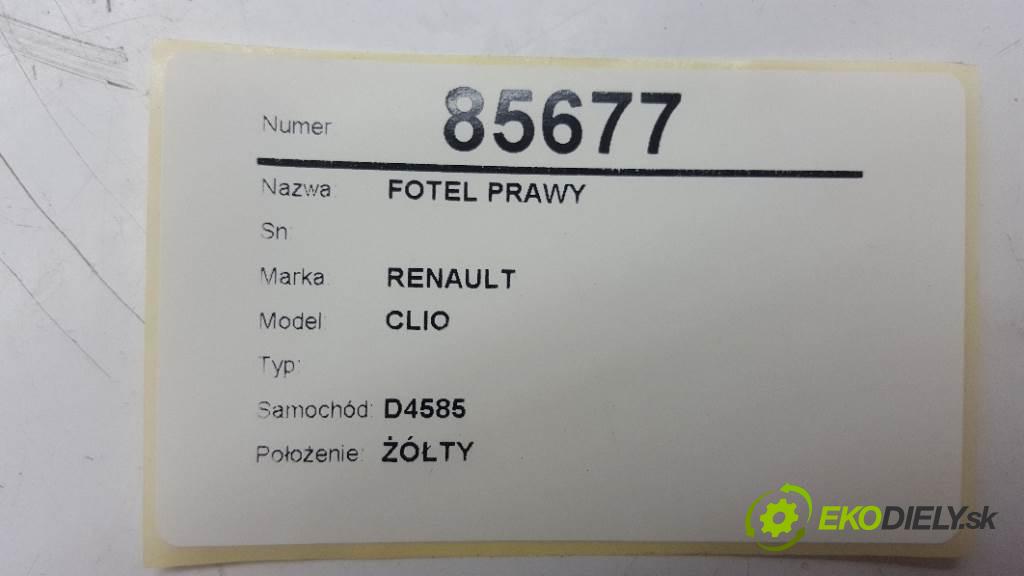 Numer 85677
Nazwa: FOTEL PRAWY
Sn:
Marka: RENAULT
Model: CLIO
Typ:
Samochód: D4585
Położenie: ŻÓŁTY
EKODIELY.sk